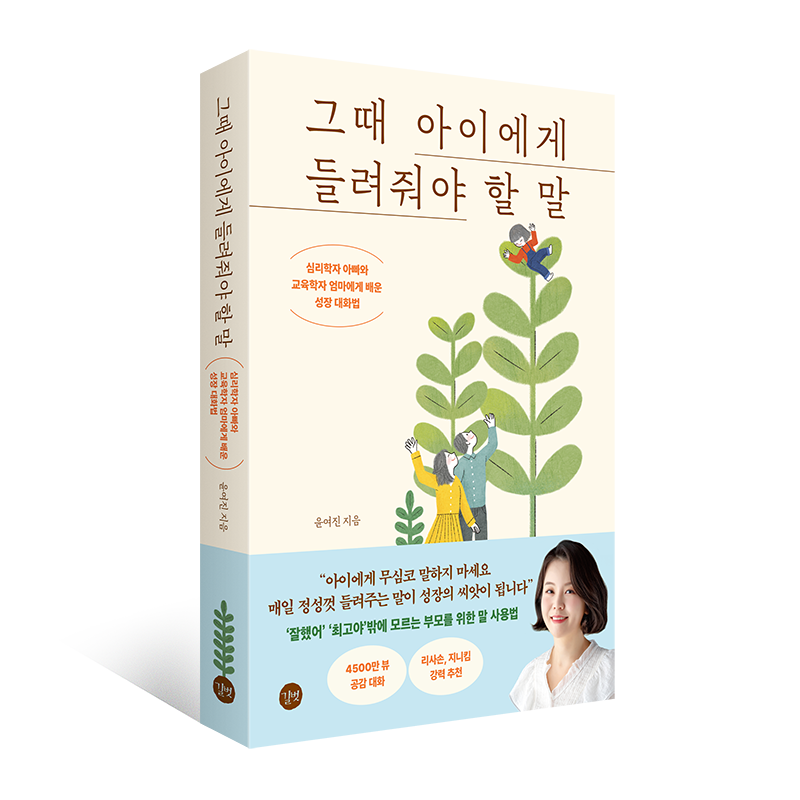 그때 아이에게
들려줘야 할 말
심리학자 아빠와
교육학자 엄마에게 배운
성장 대화법
윤여진 지음
“아이에게 무심코 말하지 마세요
매일 정성껏 들려주는 말이 성장의 씨앗이 됩니다”
‘잘했어’ ‘최고야’밖에 모르는 부모를 위한 말 사용법
4500만 뷰
공감 대화
리사손, 지니킴
강력 추천
길벗
그때 아이에게 들려줘야 할 말
심리학자 아빠와
교육학자 엄마에게 배운
성장 대화법
윤여진 지음
길벗